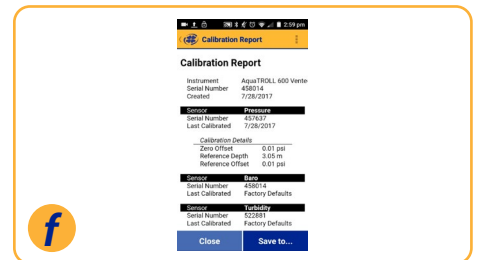 2:59 pm
Calibration Report
Calibration Report
Instrument AquaTROLL 600 Vente
Serial Number 458014
Created 7/28/2017
Sensor Pressure
Serial Number 457637
Last Calibrated 7/28/2017
Calibration Details
Zero Offset 0.01 psi
Reference Depth 3.05 m
Reference Offset 0.01 psi
Sensor Baro
Serial Number 458014
Last Calibrated Factory Defaults
Sensor Turbidity
Serial Number 522881
Last Calibrated Factory Defaults
Close Save to...
f